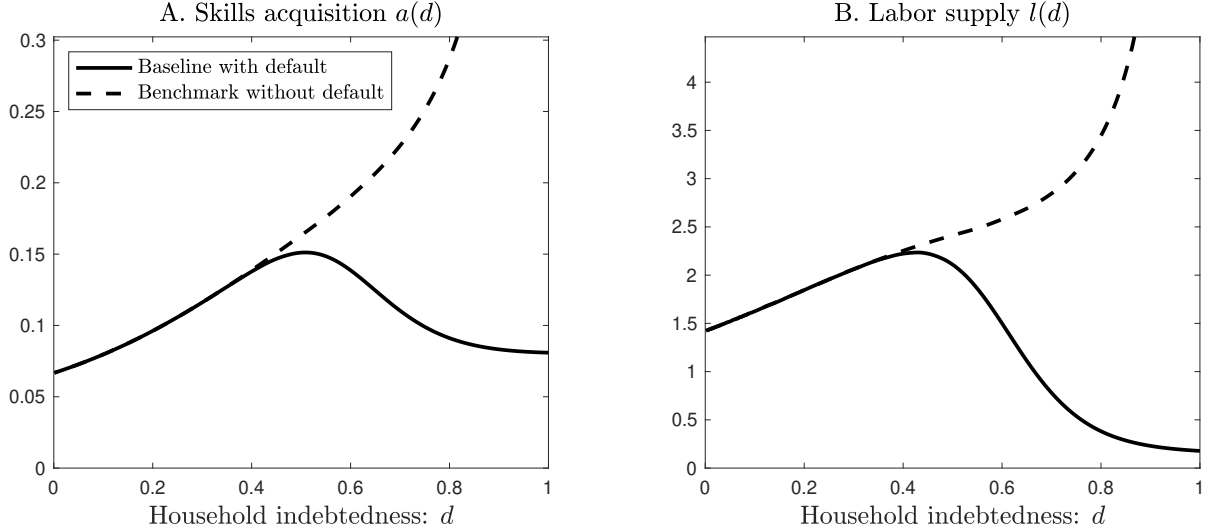 A. Skills acquisition a(d)
0.3
0.25
0.2
0.15
0.1
0.05
0
Baseline with default
Benchmark without default
0 0.2 0.4 0.6 0.8 1
Household indebtedness: d
B. Labor supply l(d)
4
3.5
3
2.5
2
1.5
1
0.5
0
0 0.2 0.4 0.6 0.8 1
Household indebtedness: d